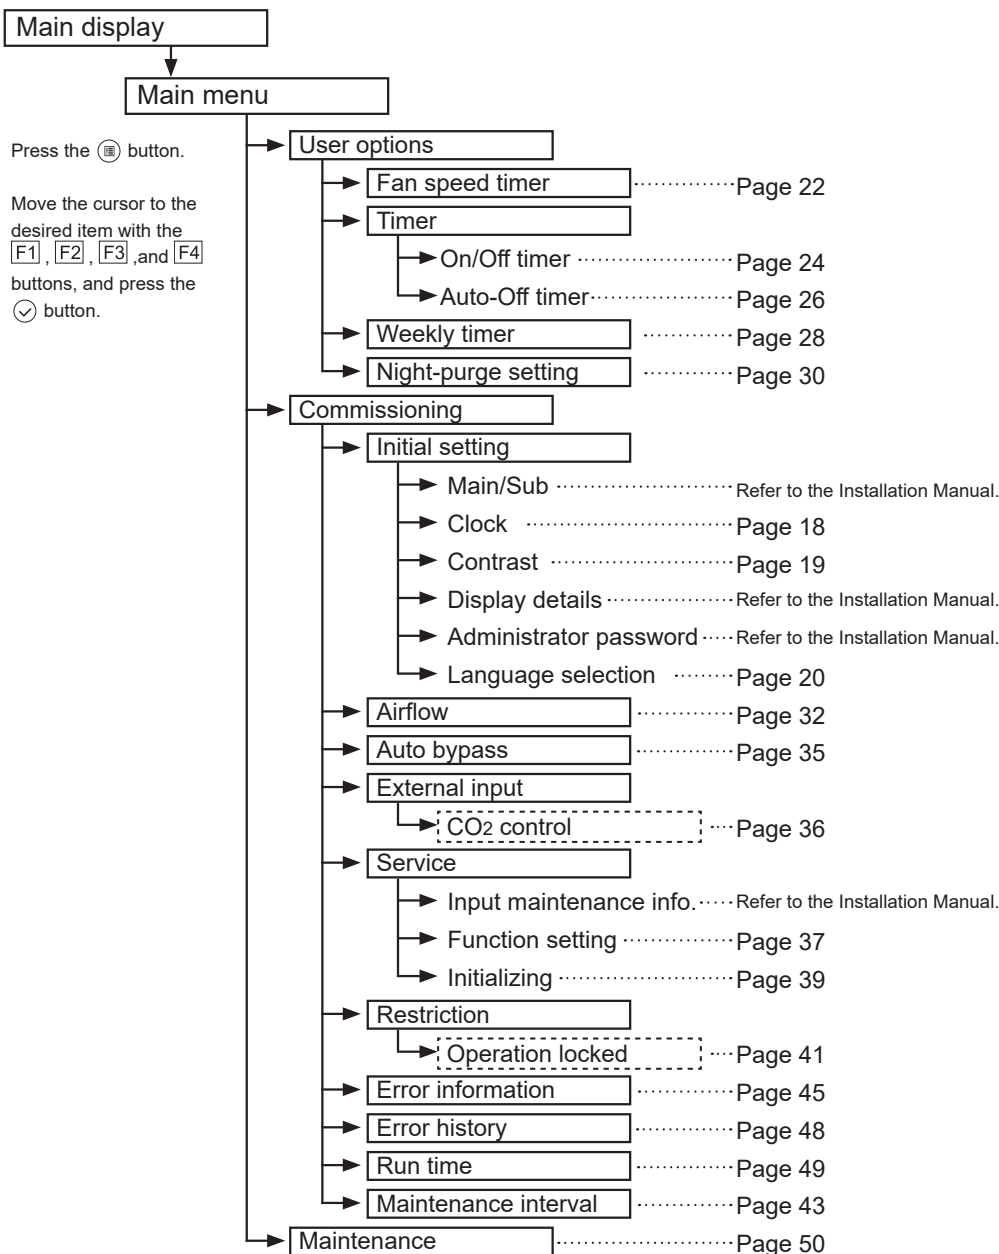 Main display
Main menu
Press the button.
Move the cursor to the
desired item with the
F1 , F2 , F3 ,and F4
buttons, and press the
button.
User options
Fan speed timer Page 22
Timer
On/Off timer Page 24
Auto-Off timer Page 26
Weekly timer Page 28
Night-purge setting Page 30
Commissioning
Initial setting
Main/Sub Refer to the Installation Manual.
Clock Page 18
Contrast Page 19
Display details Refer to the Installation Manual.
Administrator password Refer to the Installation Manual.
Language selection Page 20
Airflow Page 32
Auto bypass Page 35
External input
CO2 control Page 36
Service
Input maintenance info. Refer to the Installation Manual.
Function setting Page 37
Initializing Page 39
Restriction
Operation locked Page 41
Error information Page 45
Error history Page 48
Run time Page 49
Maintenance interval Page 43
Maintenance Page 50